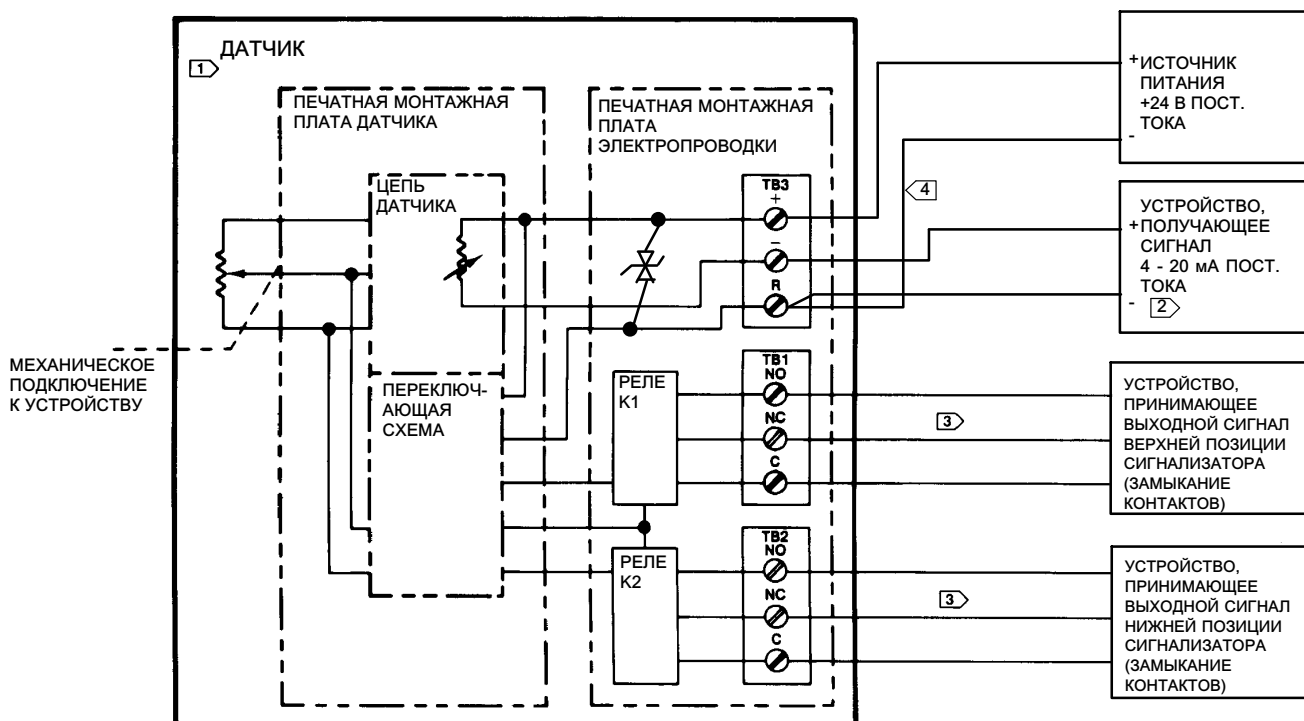 ДАТЧИК
1
ПЕЧАТНАЯ МОНТАЖНАЯ
ПЛАТА ДАТЧИКА
ПЕЧАТНАЯ МОНТАЖНАЯ
ПЛАТА
ЭЛЕКТРОПРОВОДКИ
ЦЕПЬ
ДАТЧИКА
ПЕРЕКЛЮЧ-
АЮЩАЯ
СХЕМА
МЕХАНИЧЕСКОЕ
ПОДКЛЮЧЕНИЕ
К УСТРОЙСТВУ
TB3
+
–
R
РЕЛЕ
K1
TB1
NO
NC
C
РЕЛЕ
K2
TB2
NO
NC
C
4
3
3
+ИСТОЧНИК
ПИТАНИЯ
+24 В ПОСТ.
ТОКА
-
УСТРОЙСТВО,
+ПОЛУЧАЮЩЕЕ
СИГНАЛ
4 - 20 мА ПОСТ.
ТОКА
- 2
УСТРОЙСТВО,
ПРИНИМАЮЩЕЕ
ВЫХОДНОЙ СИГНАЛ
ВЕРХНЕЙ ПОЗИЦИИ
СИГНАЛИЗАТОРА
(ЗАМЫКАНИЕ
КОНТАКТОВ)
УСТРОЙСТВО,
ПРИНИМАЮЩЕЕ
ВЫХОДНОЙ СИГНАЛ
НИЖНЕЙ ПОЗИЦИИ
СИГНАЛИЗАТОРА
(ЗАМЫКАНИЕ
КОНТАКТОВ)